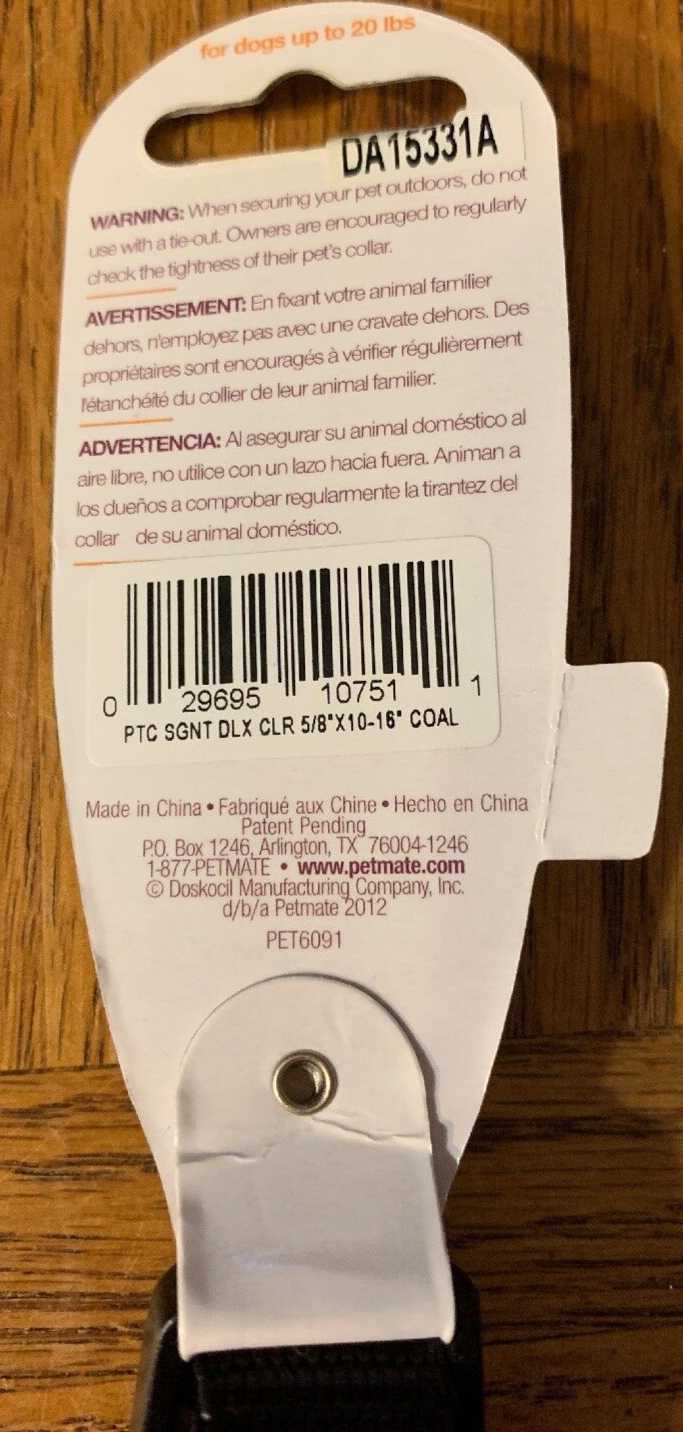 for dogs up to 20 lbs
DA15331A
WARNING: When securing your pet outdoors, do not
use with a tie-out. Owners are encouraged to regularly
check the tightness of their pet's collar.
AVERTISSEMENT: En fixant votre animal familier
dehors, n'employez pas avec une cravate dehors. Des
propriétaires sont encouragés à vérifier régulièrement
l'étanchéité du collier de leur animal familier.
ADVERTENCIA: Al asegurar su animal doméstico al
aire libre, no utilice con un lazo hacia fuera. Animan a
los dueños a comprobar regularmente la tirantez del
collar de su animal doméstico.
0 29695 10751 1
PTC SGNT DLX CLR 5/8"X10-16" COAL
Made in China • Fabriqué aux Chine • Hecho en China
Patent Pending
P.O. Box 1246, Arlington, TX 76004-1246
1-877-PETMATE • www.petmate.com
© Doskocil Manufacturing Company, Inc.
d/b/a Petmate 2012
PET6091